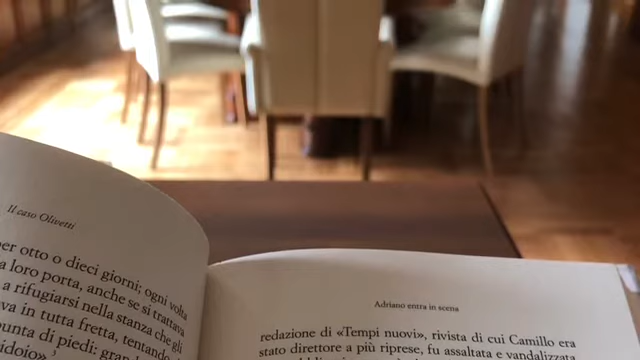 Il caso Olivetti
per otto o dieci giorni; ogni volta
a loro porta, anche se si trattava
a rifugiarsi nella stanza che gli
va in tutta fretta, tentando
punta di piedi:
Adriano entra in scena
redazione di «Tempi nuovi», rivista di cui Camillo era
stato direttore a più riprese, fu assaltata e vandalizzata